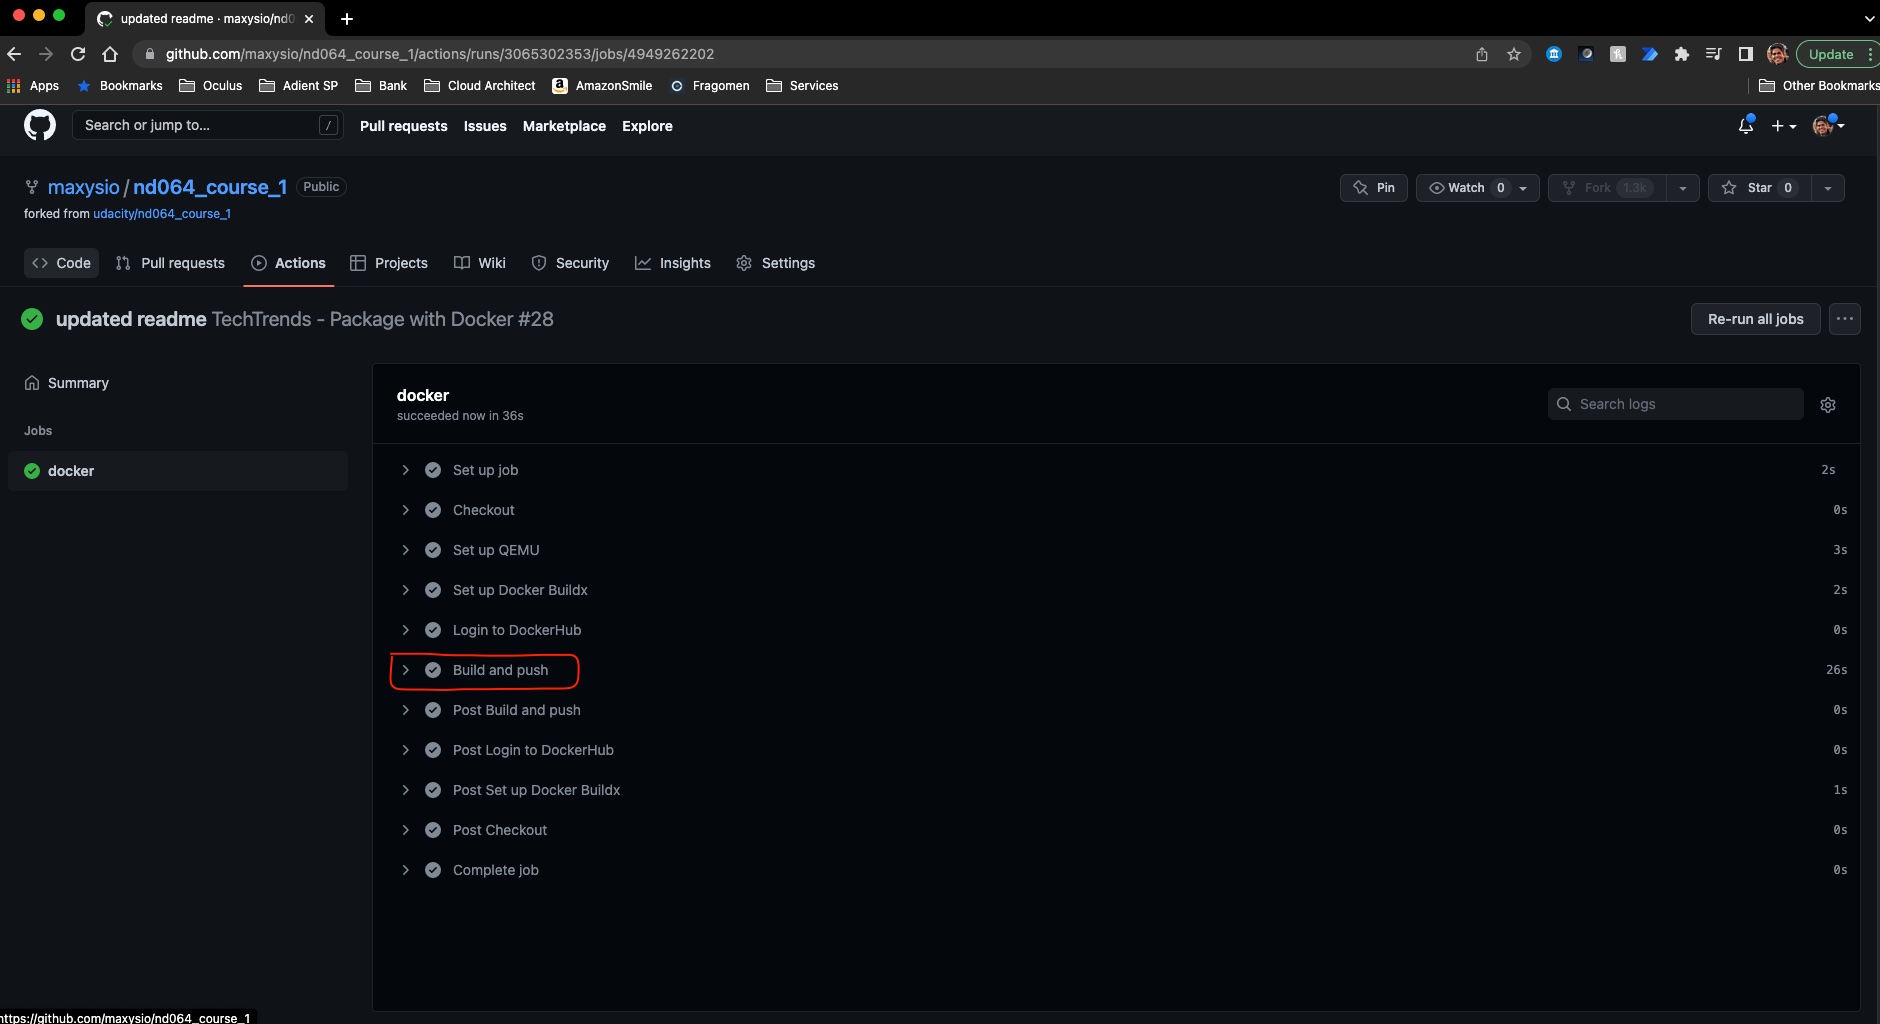 updated readme · maxysio/nd0
github.com/maxysio/nd064_course_1/actions/runs/3065302353/jobs/4949262202
Update
Apps Bookmarks Oculus Adient SP Bank Cloud Architect AmazonSmile Fragomen Services Other Bookmarks
Search or jump to... / Pull requests Issues Marketplace Explore
maxysio / nd064_course_1 Public
Pin Watch 0 Fork 1.3k Star 0
forked from udacity/nd064_course_1
Code Pull requests Actions Projects Wiki Security Insights Settings
updated readme TechTrends - Package with Docker #28
Re-run all jobs
Summary
Jobs
docker
docker
succeeded now in 36s
Search logs
Set up job 2s
Checkout 0s
Set up QEMU 3s
Set up Docker Buildx 2s
Login to DockerHub 0s
Build and push 26s
Post Build and push 0s
Post Login to DockerHub 0s
Post Set up Docker Buildx 1s
Post Checkout 0s
Complete job 0s
https://github.com/maxysio/nd064_course_1